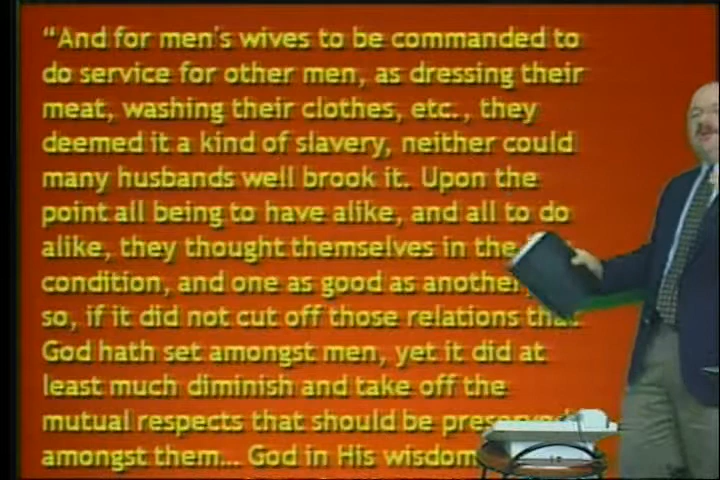 “And for men's wives to be commanded to
do service for other men, as dressing their
meat, washing their clothes, etc., they
deemed it a kind of slavery, neither could
many husbands well brook it. Upon the
point all being to have alike, and all to do
alike, they thought themselves in the
condition, and one as good as another,
so, if it did not cut off those relations that
God hath set amongst men, yet it did at
least much diminish and take off the
mutual respects that should be preserved
amongst them... God in His wisdom